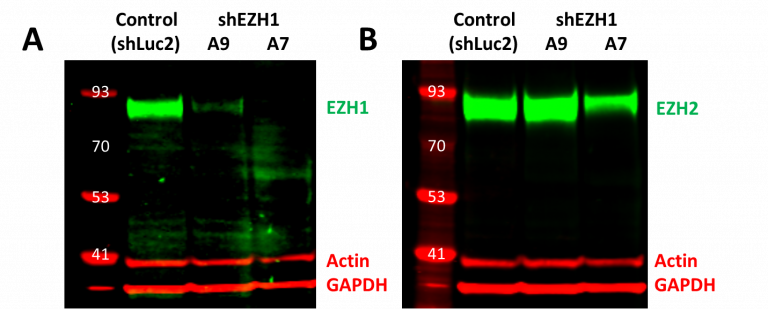 A
Control
(shLuc2)
shEZH1
A9 A7
93
70
53
41
EZH1
Actin
GAPDH
B
Control
(shLuc2)
shEZH1
A9 A7
93
70
53
41
EZH2
Actin
GAPDH